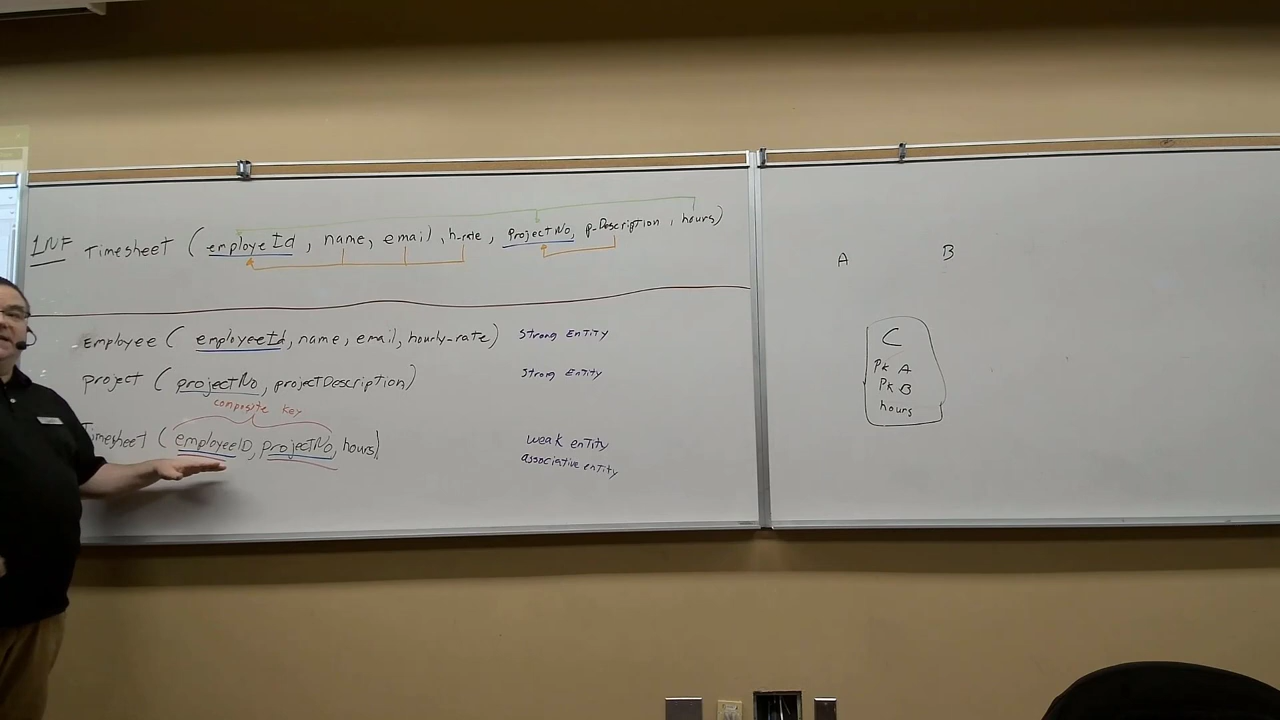 1NF Timesheet (employeId, name, email, h-rate, projectNo, p-Description, hours)
Employee (employeeId, name, email, hourly-rate) Strong Entity
project (projectNo, projectDescription) Strong Entity
composite key
Timesheet (employeeID, projectNo, hours) weak entity
associative entity
A B
C
PK A
PK B
hours